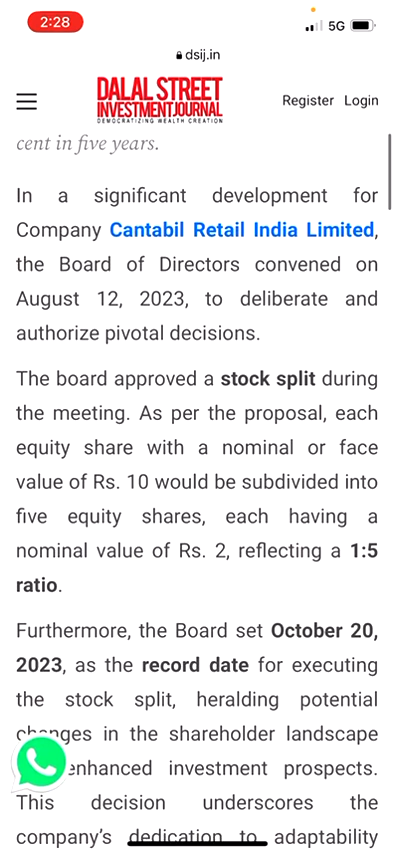 2:28
5G
dsij.in
DALAL STREET
INVESTMENT JOURNAL
DEMOCRATIZING WEALTH CREATION
Register Login
cent in five years.
In a significant development for
Company Cantabil Retail India Limited,
the Board of Directors convened on
August 12, 2023, to deliberate and
authorize pivotal decisions.
The board approved a stock split during
the meeting. As per the proposal, each
equity share with a nominal or face
value of Rs. 10 would be subdivided into
five equity shares, each having a
nominal value of Rs. 2, reflecting a 1:5
ratio.
Furthermore, the Board set October 20,
2023, as the record date for executing
the stock split, heralding potential
changes in the shareholder landscape
enhanced investment prospects.
This decision underscores the
company's dedication to adaptability